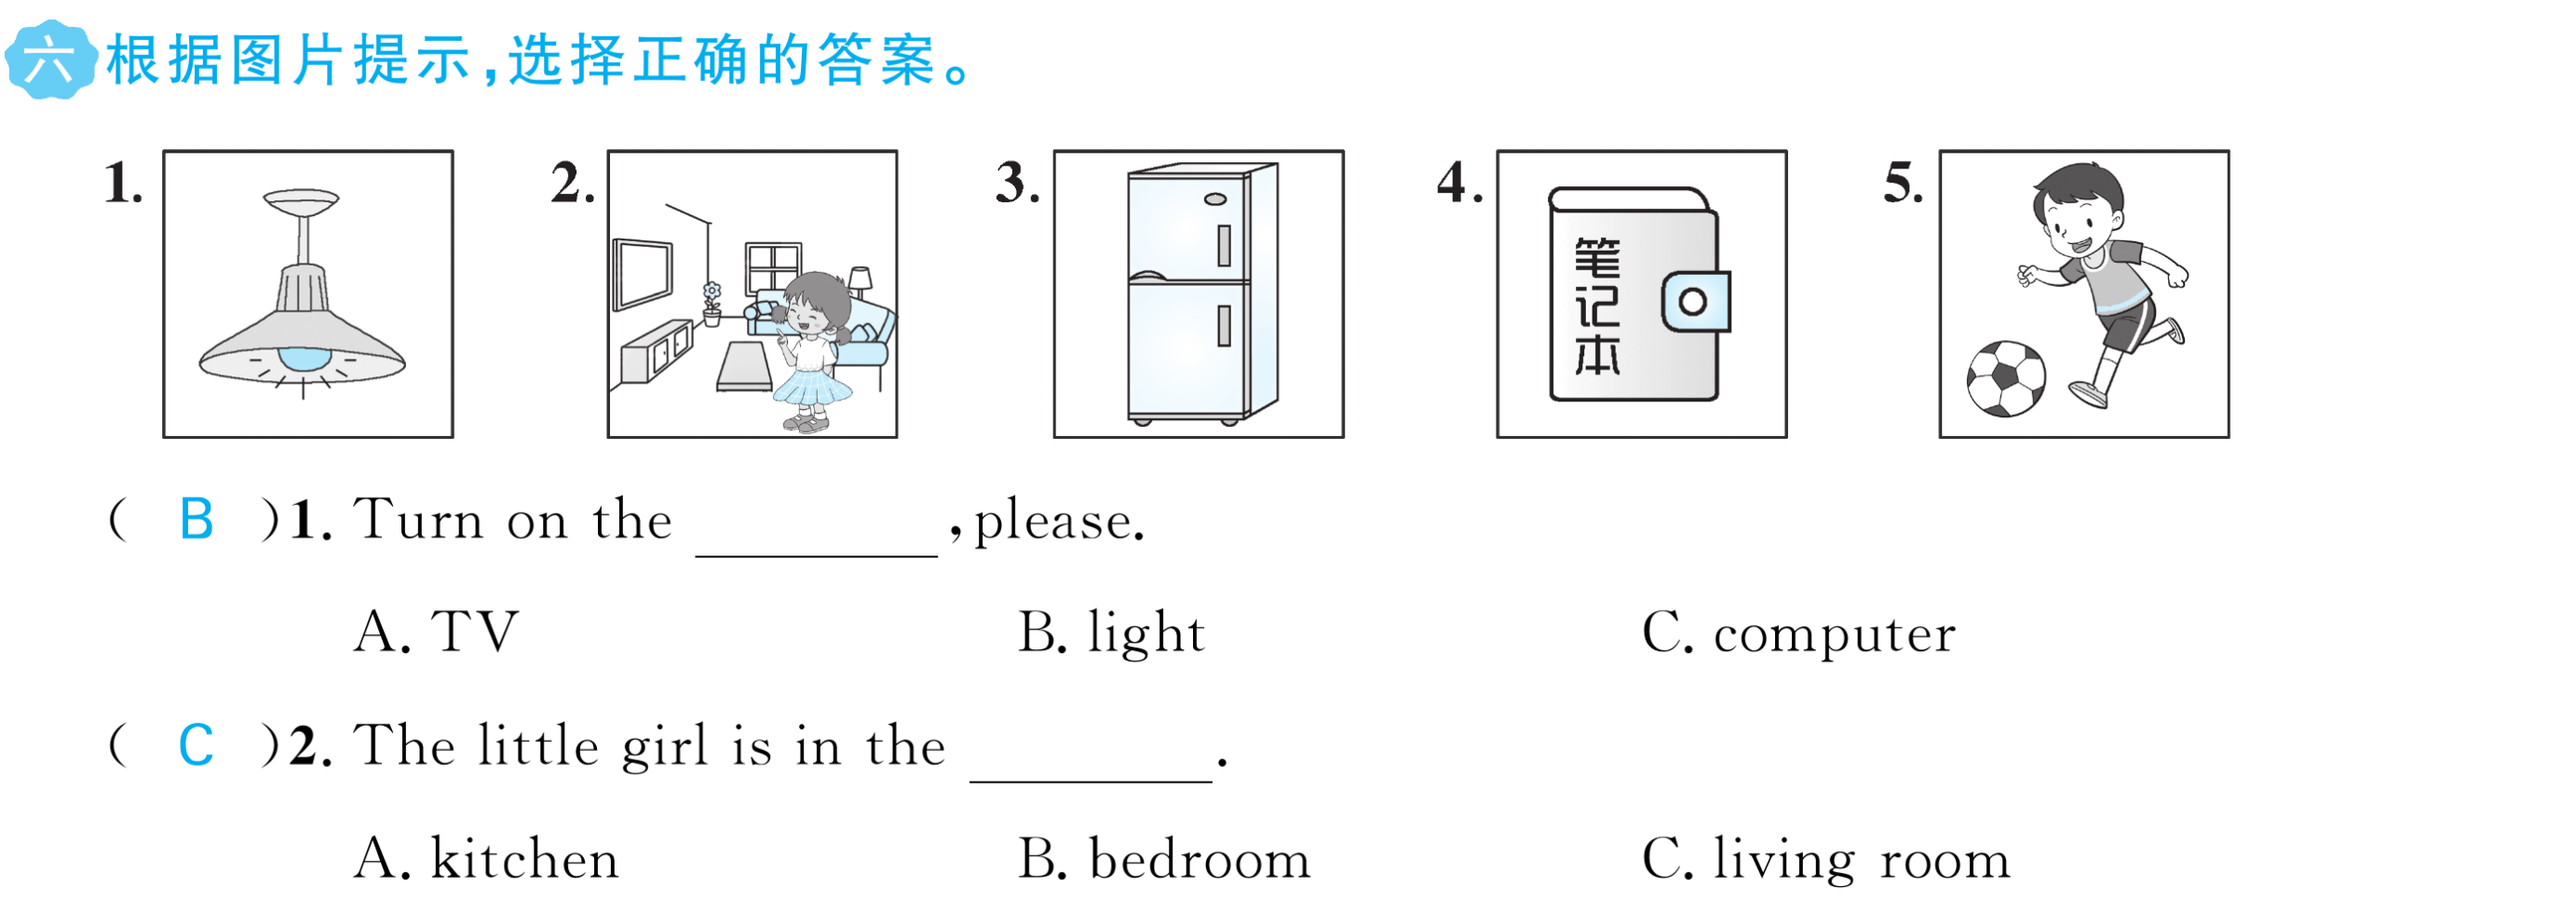 六 根据图片提示,选择正确的答案。
1. 2. 3. 4. 5.
笔记本
( B )1. Turn on the ________,please.
A. TV B. light C. computer
( C )2. The little girl is in the ________.
A. kitchen B. bedroom C. living room